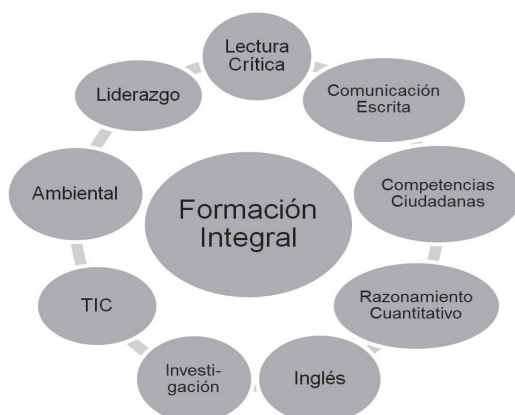 Lectura
Crítica
Comunicación
Escrita
Competencias
Ciudadanas
Razonamiento
Cuantitativo
Inglés
Investi-
gación
TIC
Ambiental
Liderazgo
Formación
Integral